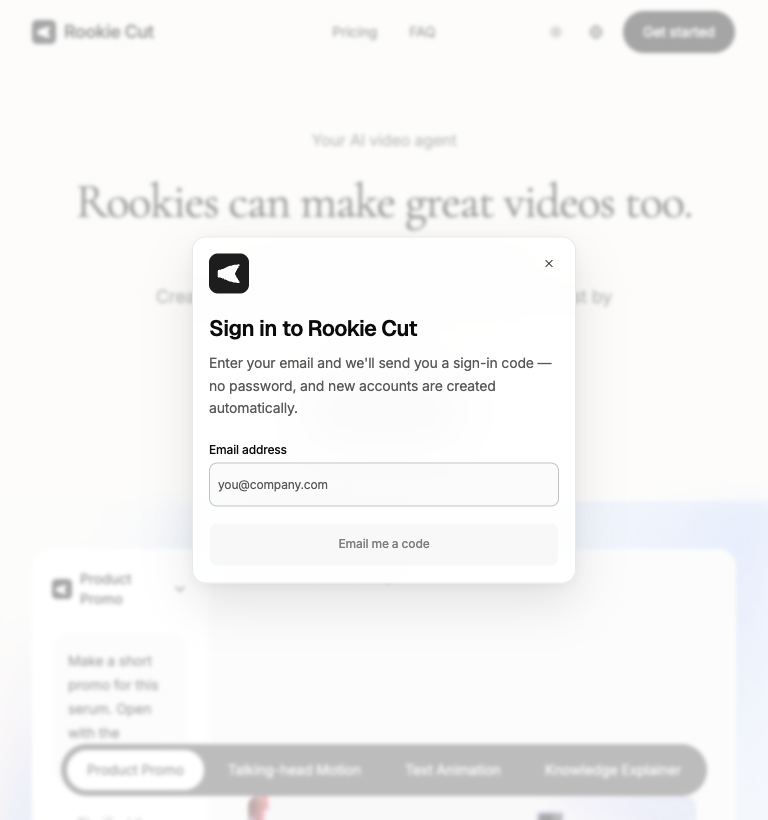 Rookie Cut
Pricing
FAQ
Get started
Your AI video agent
Rookies can make great videos too.
by
Sign in to Rookie Cut
Enter your email and we'll send you a sign-in code —
no password, and new accounts are created
automatically.
Email address
you@company.com
Email me a code
Product
Promo
Make a short
promo for this
serum. Open
with the
Product Promo
Talking-head Motion
Text Animation
Knowledge Explainer